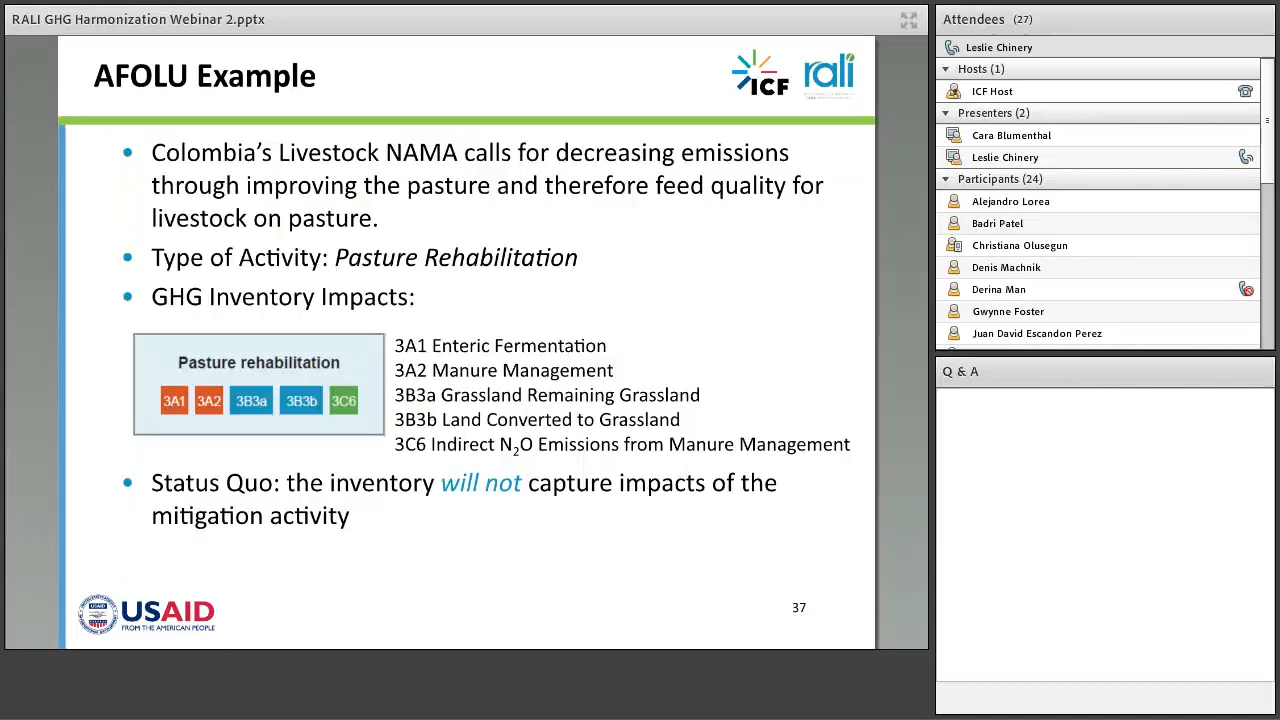 RALI GHG Harmonization Webinar 2.pptx
AFOLU Example
ICF
rali
• Colombia's Livestock NAMA calls for decreasing emissions
through improving the pasture and therefore feed quality for
livestock on pasture.
• Type of Activity: Pasture Rehabilitation
• GHG Inventory Impacts:
Pasture rehabilitation
3A1 3A2 3B3a 3B3b 3C6
3A1 Enteric Fermentation
3A2 Manure Management
3B3a Grassland Remaining Grassland
3B3b Land Converted to Grassland
3C6 Indirect N₂O Emissions from Manure Management
• Status Quo: the inventory will not capture impacts of the
mitigation activity
USAID
FROM THE AMERICAN PEOPLE
37
Attendees (27)
Leslie Chinery
Hosts (1)
ICF Host
Presenters (2)
Cara Blumenthal
Leslie Chinery
Participants (24)
Alejandro Lorea
Badri Patel
Christiana Olusegun
Denis Machnik
Derina Man
Gwynne Foster
Juan David Escandon Perez
Q & A